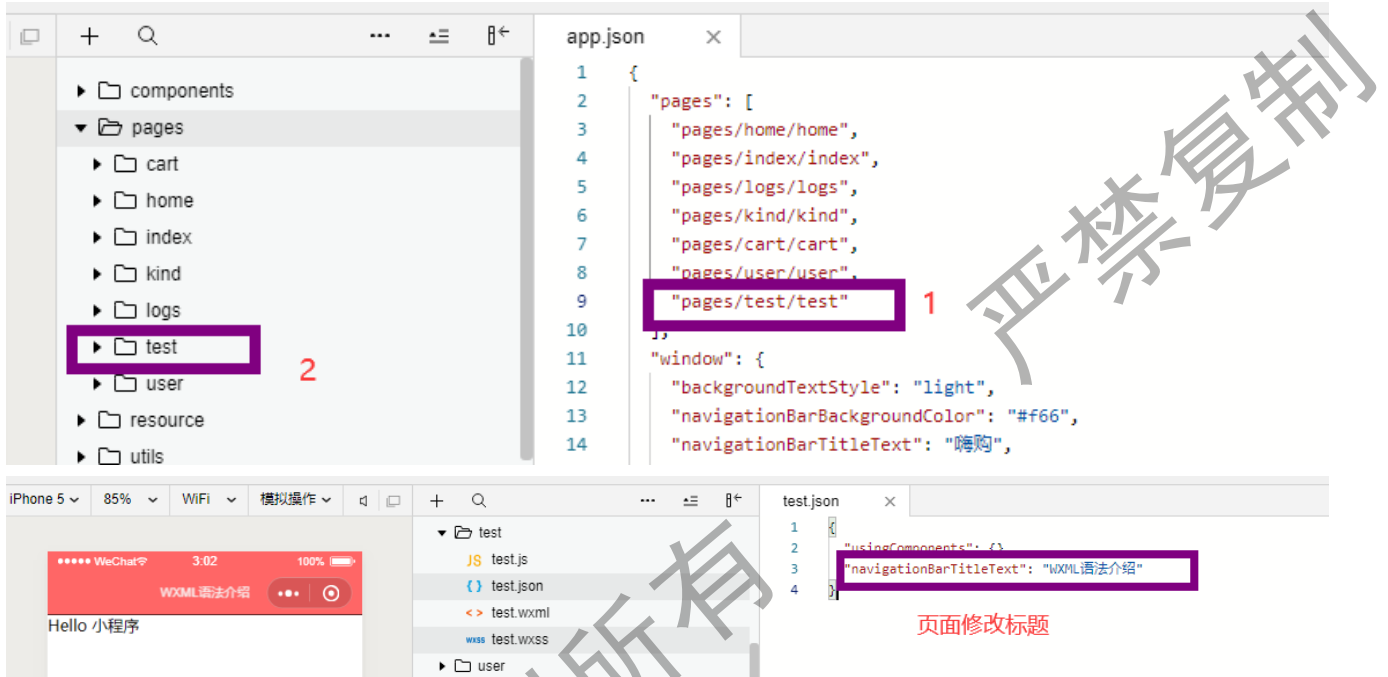 app.json
components
pages
cart
home
index
kind
logs
test
2
user
resource
utils
1 {
2 "pages": [
3 "pages/home/home",
4 "pages/index/index",
5 "pages/logs/logs",
6 "pages/kind/kind",
7 "pages/cart/cart",
8 "pages/user/user",
9 "pages/test/test"
1
10 ],
11 "window": {
12 "backgroundTextStyle": "light",
13 "navigationBarBackgroundColor": "#f66",
14 "navigationBarTitleText": "嗨购",
严禁复制
iPhone 5 85% WiFi 模拟操作
WeChat 3:02 100%
WXML语法介绍
Hello 小程序
test
JS test.js
{ } test.json
< > test.wxml
wxss test.wxss
user
test.json
1 {
2 "usingComponents": {},
3 "navigationBarTitleText": "WXML语法介绍"
4 }
页面修改标题
所有